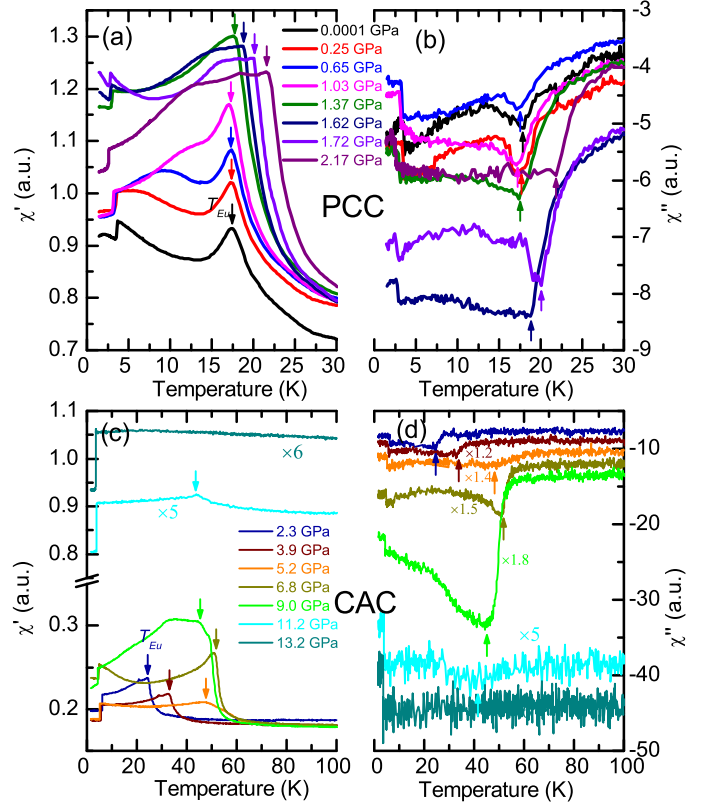 (a)
1.3
1.2
1.1
1.0
0.9
0.8
0.7
χ' (a.u.)
T_Eu
0.0001 GPa
0.25 GPa
0.65 GPa
1.03 GPa
1.37 GPa
1.62 GPa
1.72 GPa
2.17 GPa
0 5 10 15 20 25 30
Temperature (K)
PCC
(b)
-3
-4
-5
-6
-7
-8
-9
χ'' (a.u.)
0 5 10 15 20 25 30
Temperature (K)
(c)
1.1
1.0
0.9
0.8
0.3
0.2
χ' (a.u.)
×6
×5
T_Eu
2.3 GPa
3.9 GPa
5.2 GPa
6.8 GPa
9.0 GPa
11.2 GPa
13.2 GPa
0 20 40 60 80 100
Temperature (K)
CAC
(d)
-10
-20
-30
-40
-50
χ'' (a.u.)
×1.2
×1.4
×1.5
×1.8
×5
0 20 40 60 80 100
Temperature (K)